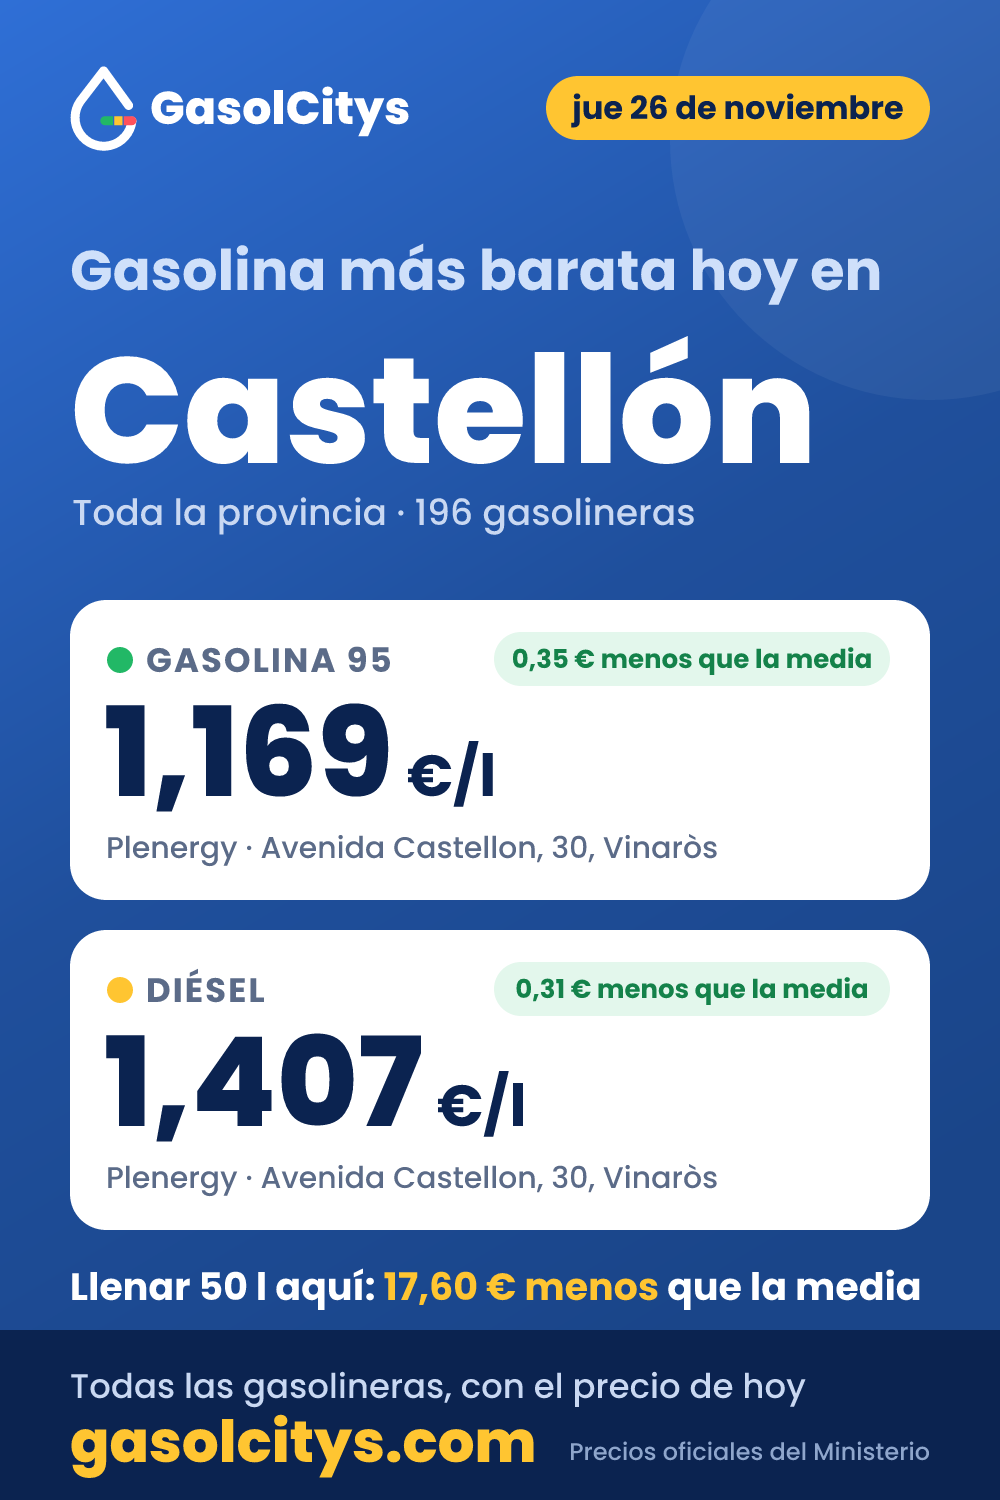 GasolCitys
jue 26 de noviembre
Gasolina más barata hoy en
Castellón
Toda la provincia · 196 gasolineras
GASOLINA 95
0,35 € menos que la media
1,169 €/l
Plenergy · Avenida Castellon, 30, Vinaròs
DIÉSEL
0,31 € menos que la media
1,407 €/l
Plenergy · Avenida Castellon, 30, Vinaròs
Llenar 50 l aquí: 17,60 € menos que la media
Todas las gasolineras, con el precio de hoy
gasolcitys.com
Precios oficiales del Ministerio